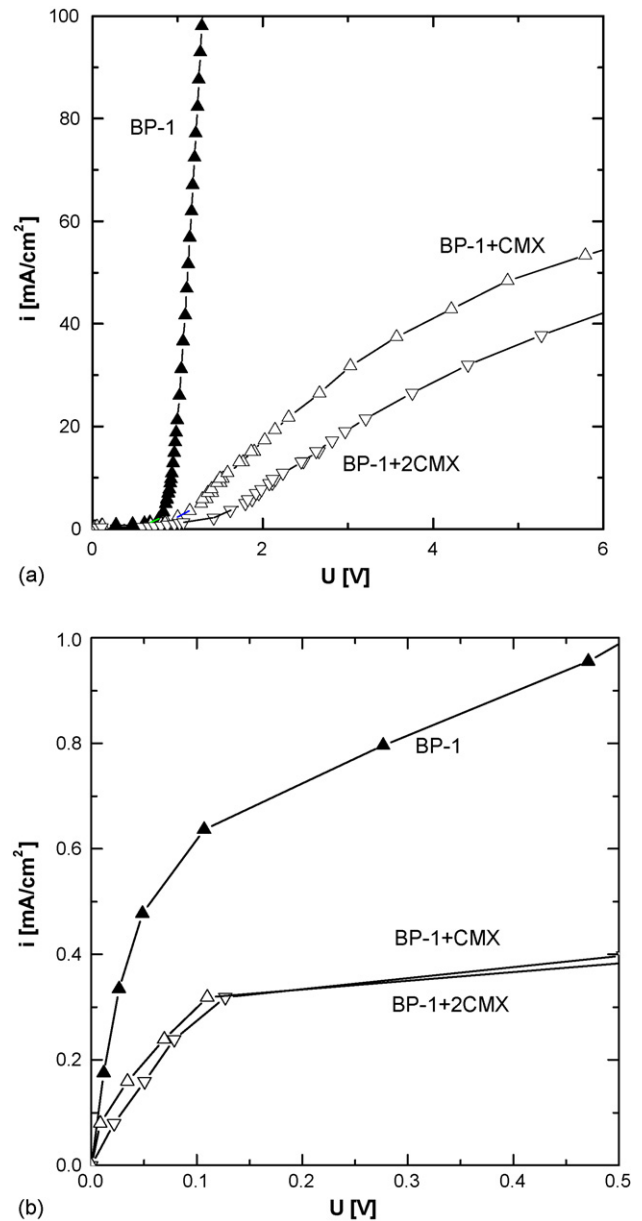 100
80
60
40
20
0
i [mA/cm²]
BP-1
BP-1+CMX
BP-1+2CMX
0 2 4 6
U [V]
(a)
1.0
0.8
0.6
0.4
0.2
0.0
i [mA/cm²]
BP-1
BP-1+CMX
BP-1+2CMX
0.0 0.1 0.2 0.3 0.4 0.5
U [V]
(b)